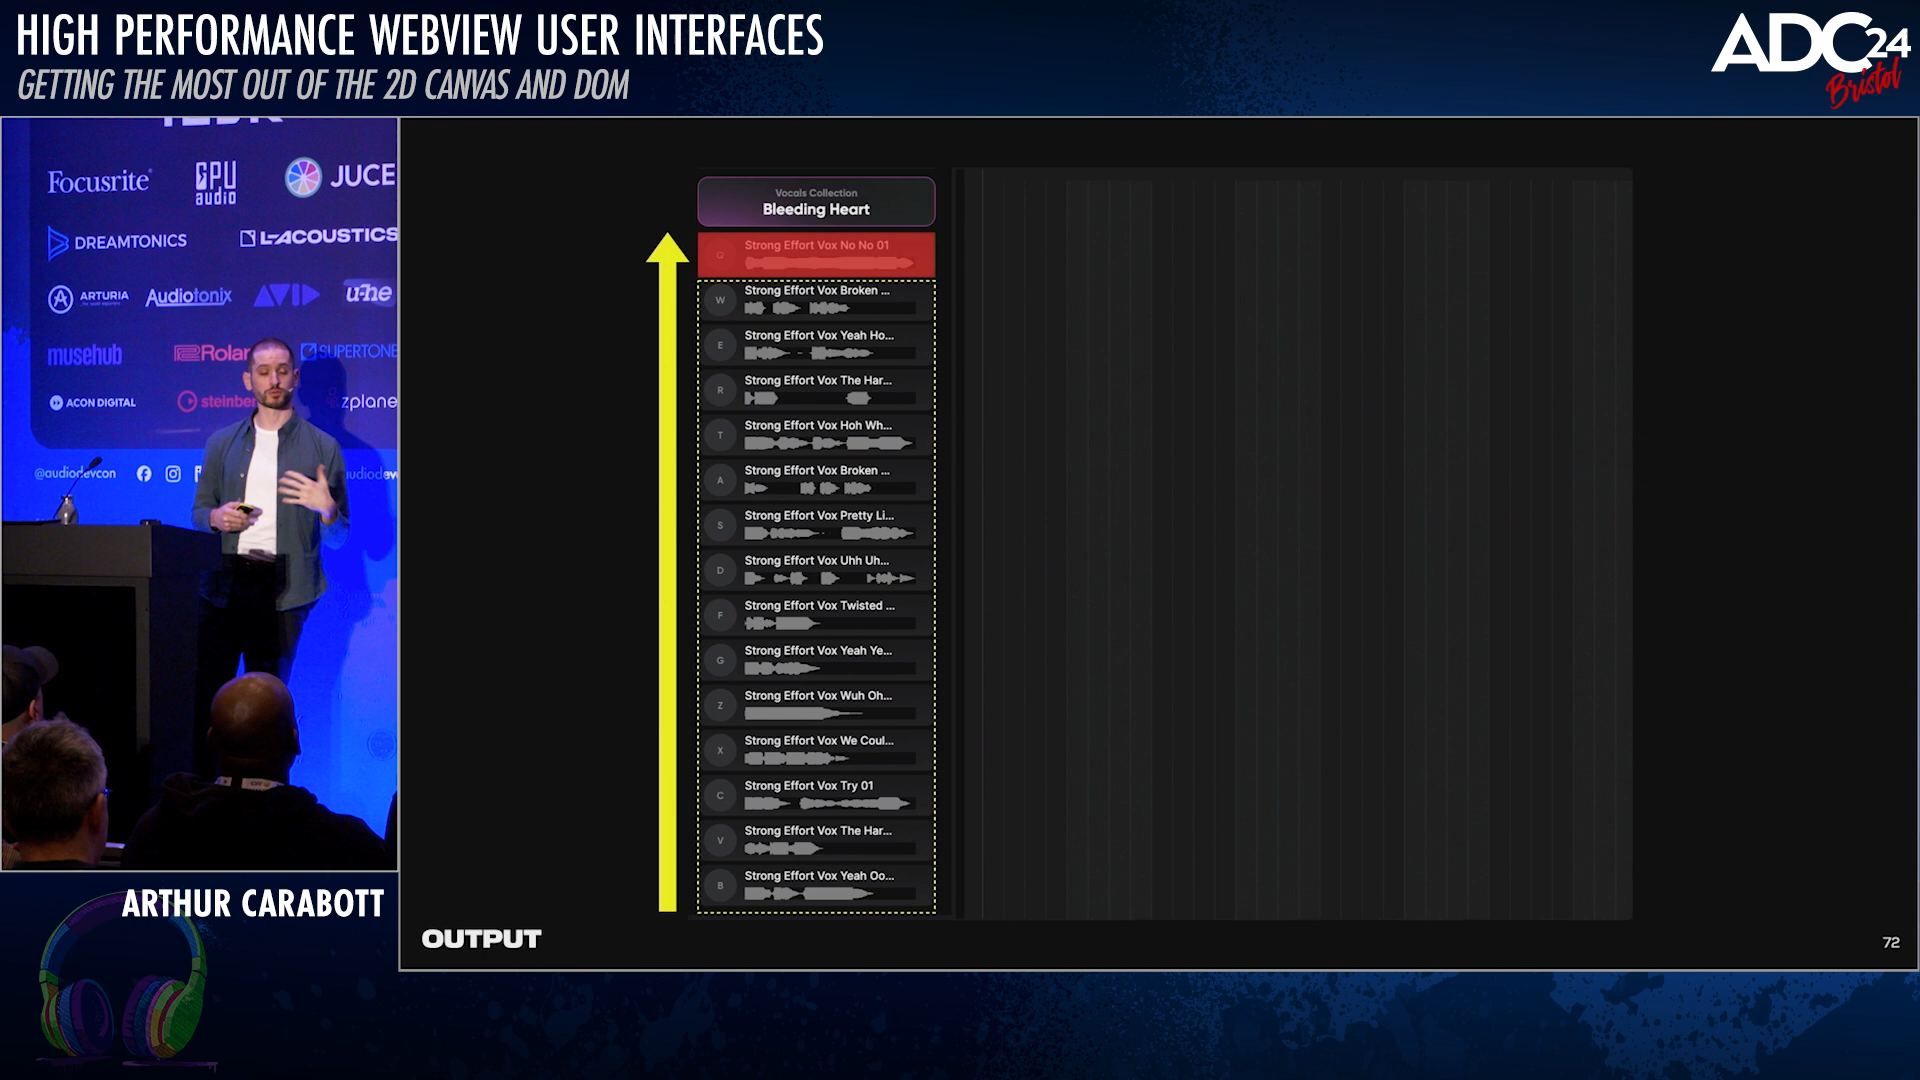 HIGH PERFORMANCE WEBVIEW USER INTERFACES
GETTING THE MOST OUT OF THE 2D CANVAS AND DOM
ADC24
Bristol
Focusrite
GPU audio
JUCE
DREAMTONICS
L-ACOUSTICS
ARTURIA
Audiotonix
AVID
u-he
musehub
Rolan
SUPERTONE
ACON DIGITAL
steinber
zplane
@audiodevcon
udiodev
Vocals Collection
Bleeding Heart
Q
Strong Effort Vox No No 01
W
Strong Effort Vox Broken ...
E
Strong Effort Vox Yeah Ho...
R
Strong Effort Vox The Har...
T
Strong Effort Vox Hoh Wh...
A
Strong Effort Vox Broken ...
S
Strong Effort Vox Pretty Li...
D
Strong Effort Vox Uhh Uh...
F
Strong Effort Vox Twisted ...
G
Strong Effort Vox Yeah Ye...
Z
Strong Effort Vox Wuh Oh...
X
Strong Effort Vox We Coul...
C
Strong Effort Vox Try 01
V
Strong Effort Vox The Har...
B
Strong Effort Vox Yeah Oo...
OUTPUT
72
ARTHUR CARABOTT